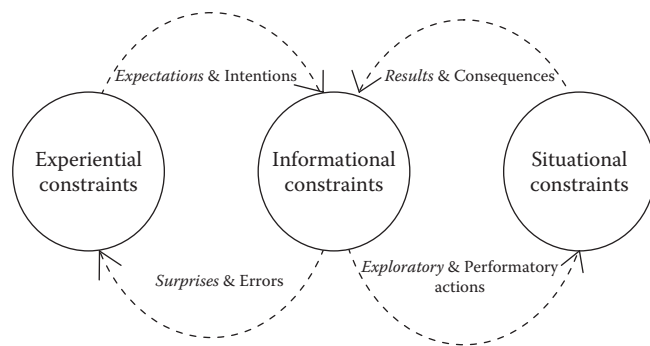 Expectations & Intentions
Results & Consequences
Experiential
constraints
Informational
constraints
Situational
constraints
Surprises & Errors
Exploratory & Performatory
actions